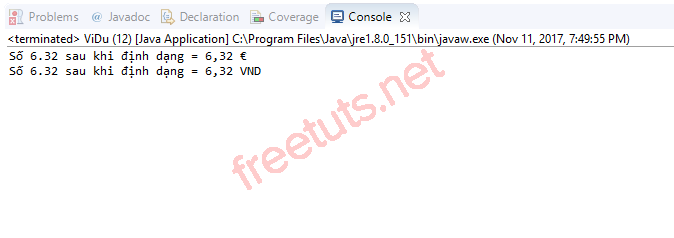 Problems @ Javadoc Declaration Coverage Console
<terminated> ViDu (12) [Java Application] C:\Program Files\Java\jre1.8.0_151\bin\javaw.exe (Nov 11, 2017, 7:49:55 PM)
Số 6.32 sau khi định dạng = 6,32 €
Số 6.32 sau khi định dạng = 6,32 VND
freetuts.net